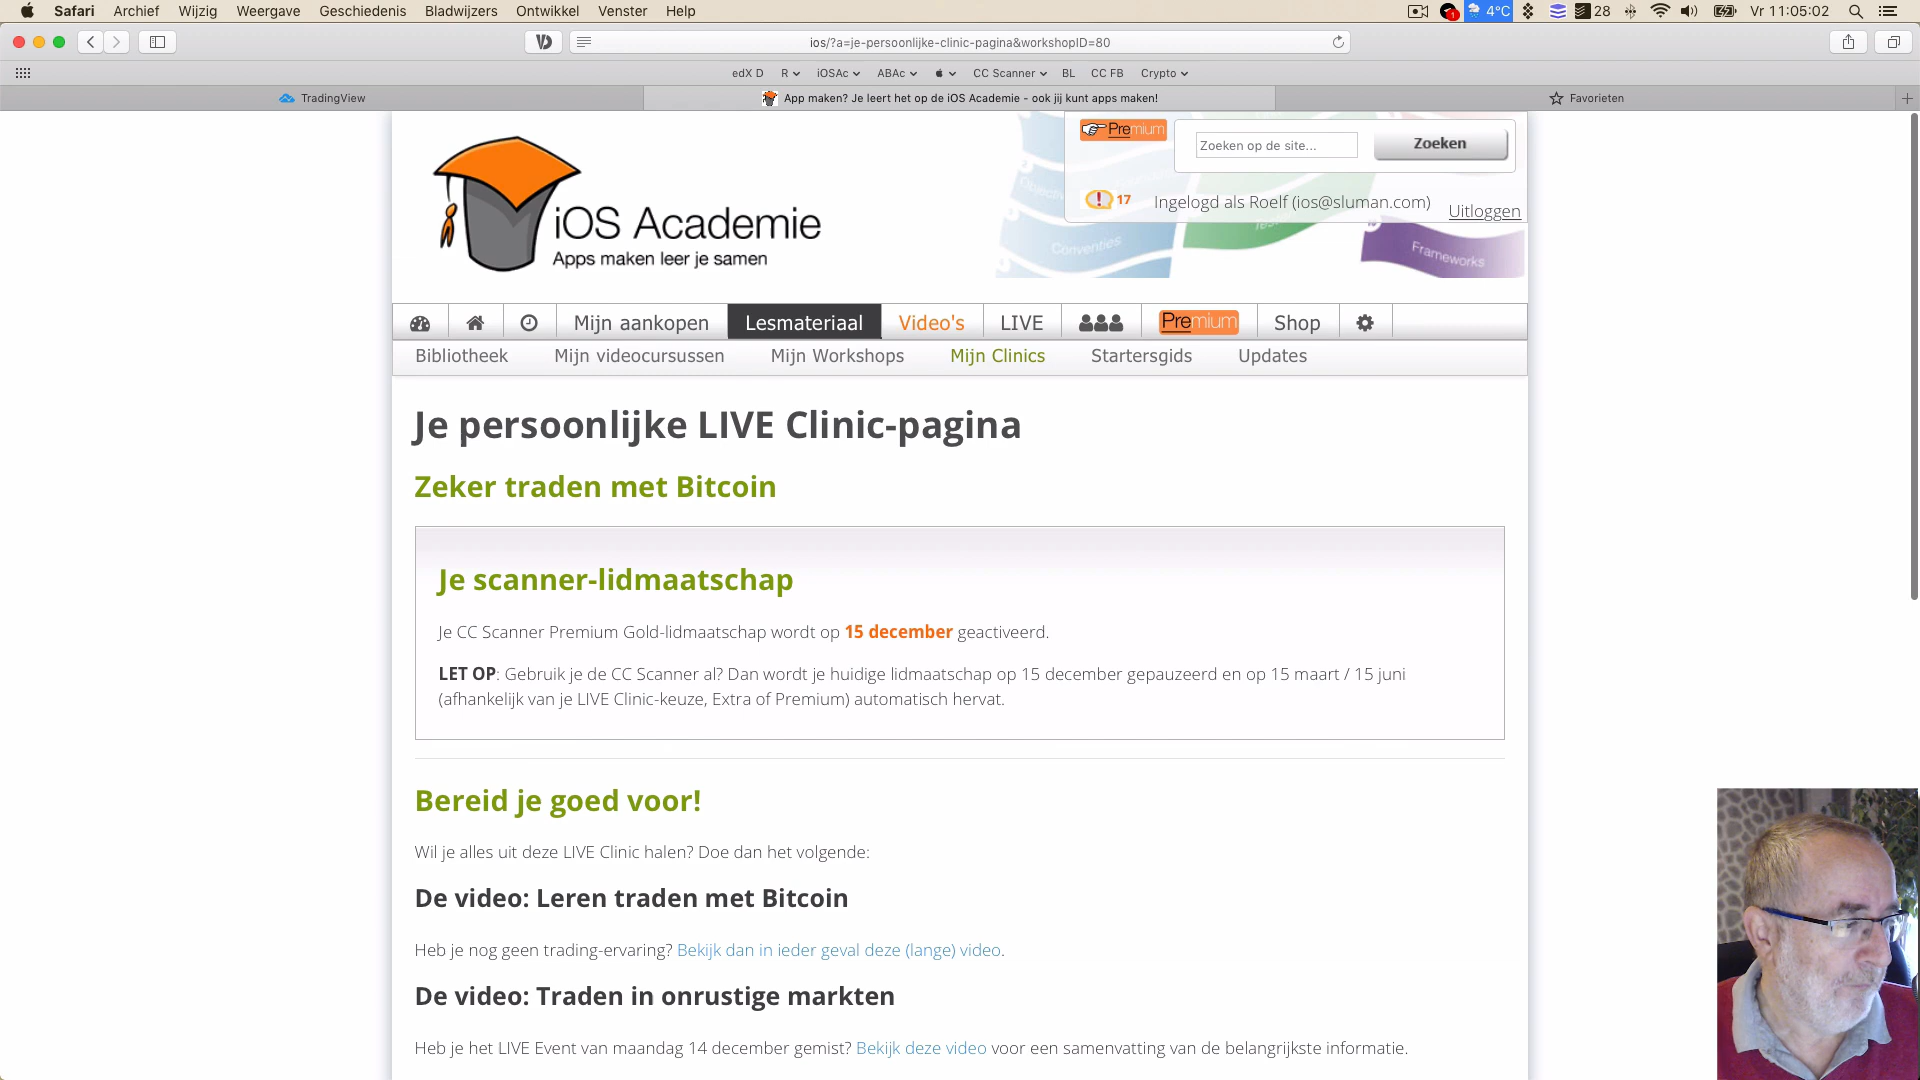 Safari Archief Wijzig Weergave Geschiedenis Bladwijzers Ontwikkel Venster Help 1 4°C 28 Vr 11:05:02
ios/?a=je-persoonlijke-clinic-pagina&workshopID=80
edX D R iOSAc ABAc CC Scanner BL CC FB Crypto
TradingView App maken? Je leert het op de iOS Academie - ook jij kunt apps maken! Favorieten
Premium Zoeken op de site... Zoeken
17 Ingelogd als Roelf (ios@sluman.com) Uitloggen
Conventies Frameworks
iOS Academie
Apps maken leer je samen
Mijn aankopen Lesmateriaal Video's LIVE Premium Shop
Bibliotheek Mijn videocursussen Mijn Workshops Mijn Clinics Startersgids Updates
Je persoonlijke LIVE Clinic-pagina
Zeker traden met Bitcoin
Je scanner-lidmaatschap
Je CC Scanner Premium Gold-lidmaatschap wordt op 15 december geactiveerd.
LET OP: Gebruik je de CC Scanner al? Dan wordt je huidige lidmaatschap op 15 december gepauzeerd en op 15 maart / 15 juni
(afhankelijk van je LIVE Clinic-keuze, Extra of Premium) automatisch hervat.
Bereid je goed voor!
Wil je alles uit deze LIVE Clinic halen? Doe dan het volgende:
De video: Leren traden met Bitcoin
Heb je nog geen trading-ervaring? Bekijk dan in ieder geval deze (lange) video.
De video: Traden in onrustige markten
Heb je het LIVE Event van maandag 14 december gemist? Bekijk deze video voor een samenvatting van de belangrijkste informatie.